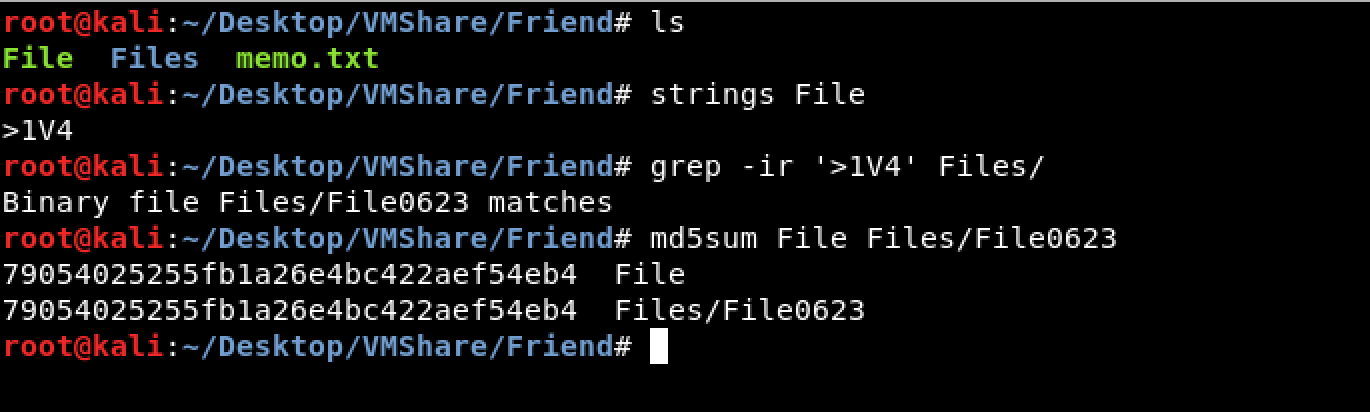 root@kali:~/Desktop/VMShare/Friend# ls
File  Files  memo.txt
root@kali:~/Desktop/VMShare/Friend# strings File
>1V4
root@kali:~/Desktop/VMShare/Friend# grep -ir '>1V4' Files/
Binary file Files/File0623 matches
root@kali:~/Desktop/VMShare/Friend# md5sum File Files/File0623
79054025255fb1a26e4bc422aef54eb4  File
79054025255fb1a26e4bc422aef54eb4  Files/File0623
root@kali:~/Desktop/VMShare/Friend#